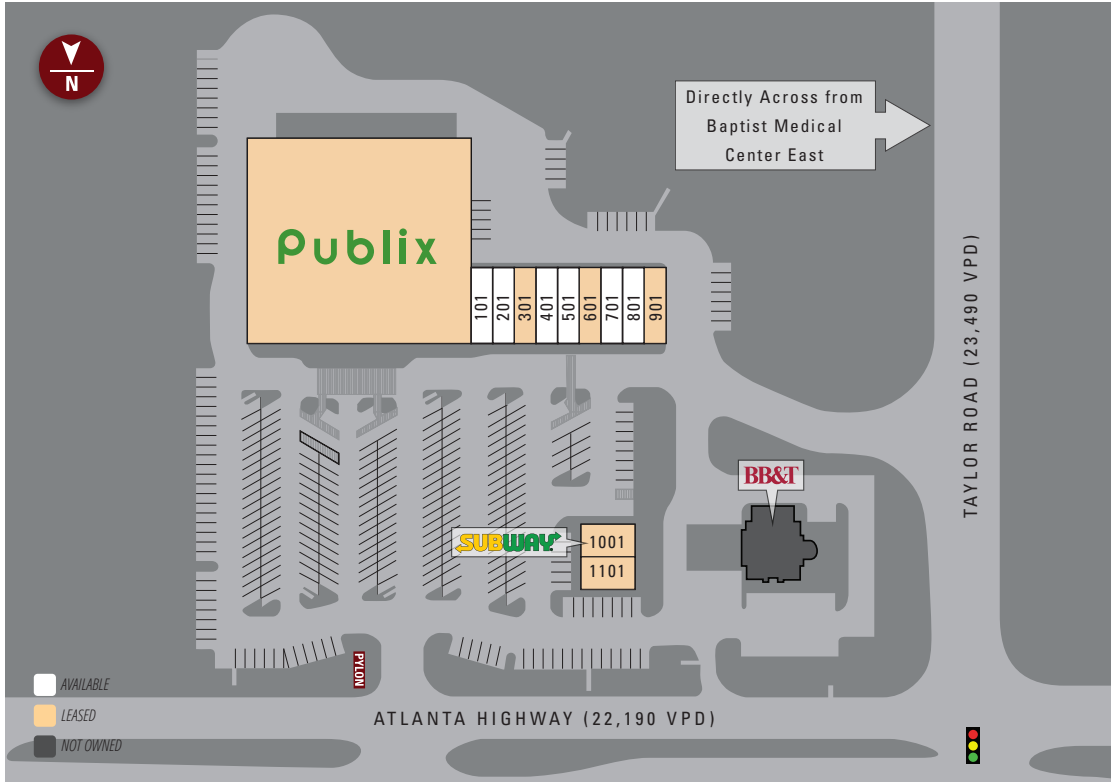 N
Directly Across from
Baptist Medical
Center East
Publix
101
201
301
401
501
601
701
801
901
TAYLOR ROAD (23,490 VPD)
BB&T
SUBWAY
1001
1101
PYLON
AVAILABLE
LEASED
NOT OWNED
ATLANTA HIGHWAY (22,190 VPD)